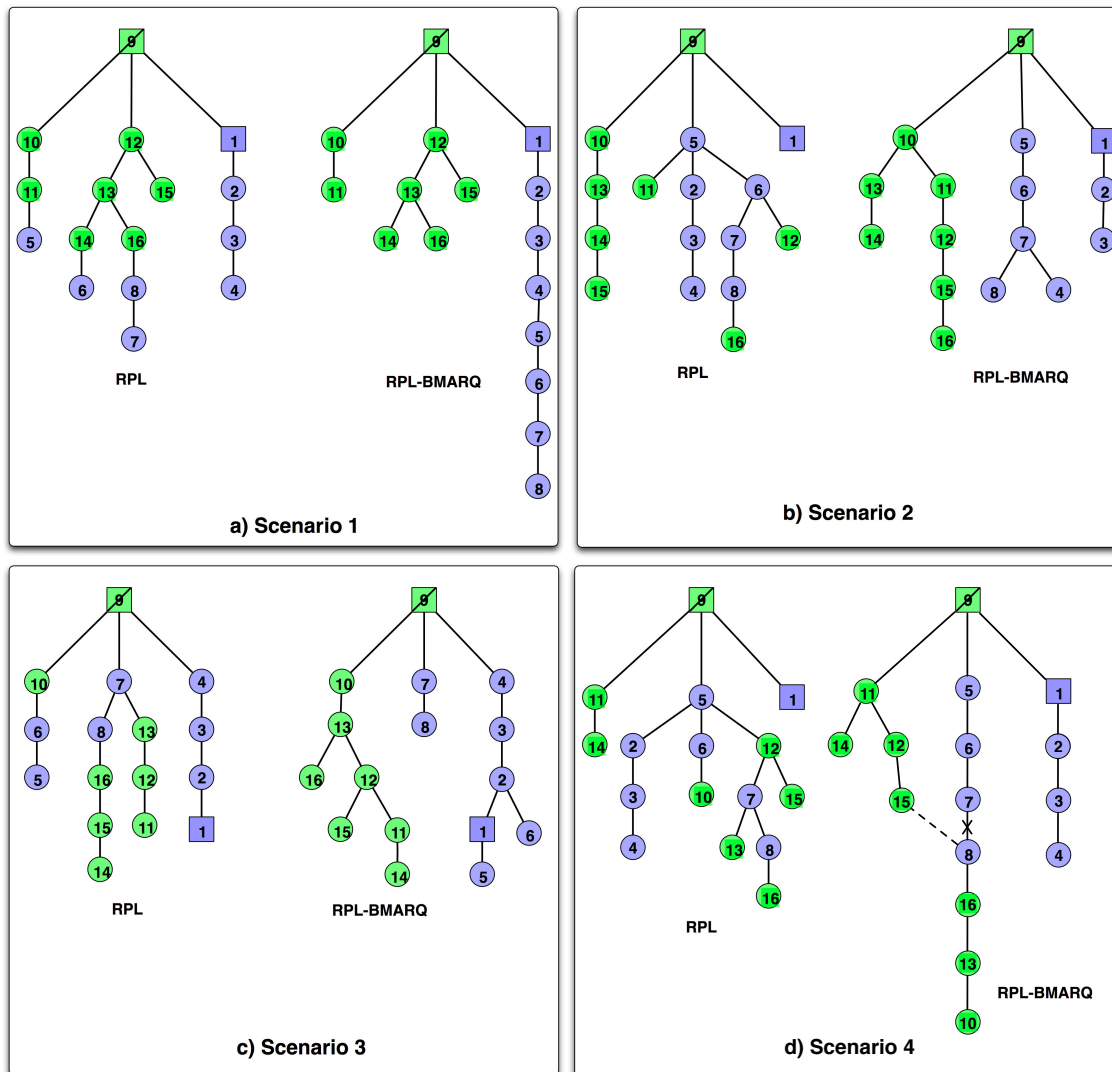 9 9
10 12 1 10 12 1
11 13 15 2 11 13 15 2
5 14 16 3 14 16 3
6 8 4 4
7 5
RPL
RPL-BMARQ
6
7
8
a) Scenario 1
9 9
10 5 1 10 5 1
13 11 2 6 13 11 6 2
14 3 7 12 14 12 7 3
15 4 8 15 8 4
16 16
RPL
RPL-BMARQ
b) Scenario 2
9 9
10 7 4 10 7 4
6 8 13 3 13 8 3
5 16 12 2 16 12 2
15 11 1 15 11 1 6
14 14 5
RPL
RPL-BMARQ
c) Scenario 3
9 9
11 5 1 11 5 1
14 2 6 12 14 12 6 2
3 10 7 15 15 7 3
4 13 8 8 4
16 16
RPL
13
RPL-BMARQ
10
d) Scenario 4